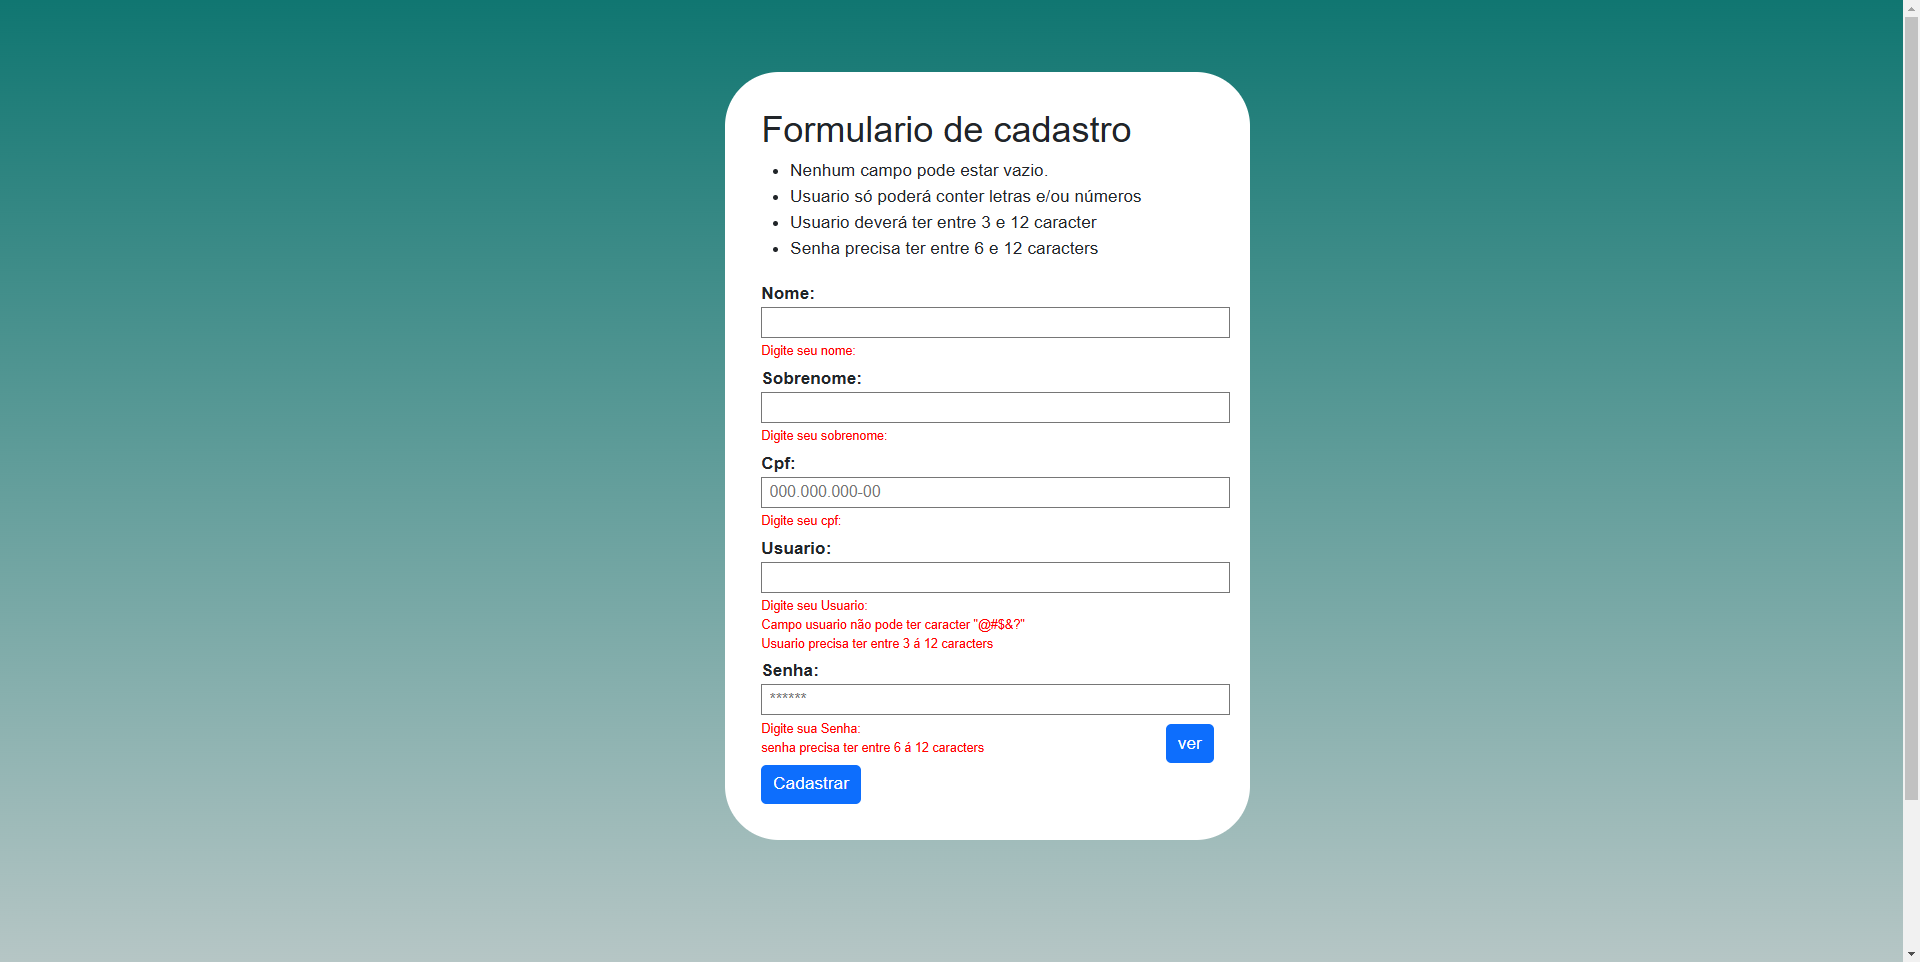 Formulario de cadastro
Nenhum campo pode estar vazio.
Usuario só poderá conter letras e/ou números
Usuario deverá ter entre 3 e 12 caracter
Senha precisa ter entre 6 e 12 caracters
Nome:
Digite seu nome:
Sobrenome:
Digite seu sobrenome:
Cpf:
000.000.000-00
Digite seu cpf:
Usuario:
Digite seu Usuario:
Campo usuario não pode ter caracter "@#$&?"
Usuario precisa ter entre 3 á 12 caracters
Senha:
******
Digite sua Senha:
senha precisa ter entre 6 á 12 caracters
ver
Cadastrar